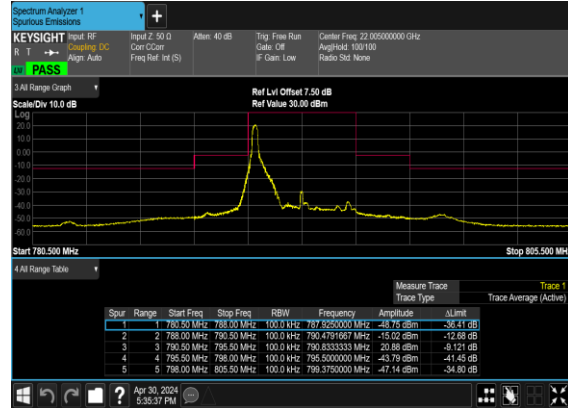 Spectrum Analyzer 1
Spurious Emissions
KEYSIGHT Input: RF Input Z: 50 Ω Atten: 40 dB Trig: Free Run Center Freq: 22.005000000 GHz
R T Coupling: DC Corr CCorr Gate: Off Avg|Hold: 100/100
Align: Auto Freq Ref: Int (S) IF Gain: Low Radio Std: None
LM PASS
3 All Range Graph
Ref Lvl Offset 7.50 dB
Scale/Div 10.0 dB Ref Value 30.00 dBm
Log
20.0
10.0
0.00
-10.0
-20.0
-30.0
-40.0
-50.0
-60.0
Start 780.500 MHz Stop 805.500 MH
4 All Range Table
Measure Trace Trace 1
Trace Type Trace Average (Active)
Spur Range Start Freq Stop Freq RBW Frequency Amplitude ΔLimit
1 1 780.50 MHz 788.00 MHz 100.0 kHz 787.9250000 MHz -48.75 dBm -36.41 dB
2 2 788.00 MHz 790.50 MHz 100.0 kHz 790.4791667 MHz -15.02 dBm -12.68 dB
3 3 790.50 MHz 795.50 MHz 100.0 kHz 790.8333333 MHz 20.88 dBm -9.121 dB
4 4 795.50 MHz 798.00 MHz 100.0 kHz 795.5000000 MHz -43.79 dBm -41.45 dB
5 5 798.00 MHz 805.50 MHz 100.0 kHz 799.3750000 MHz -47.14 dBm -34.80 dB
? Apr 30, 2024
5:35:37 PM